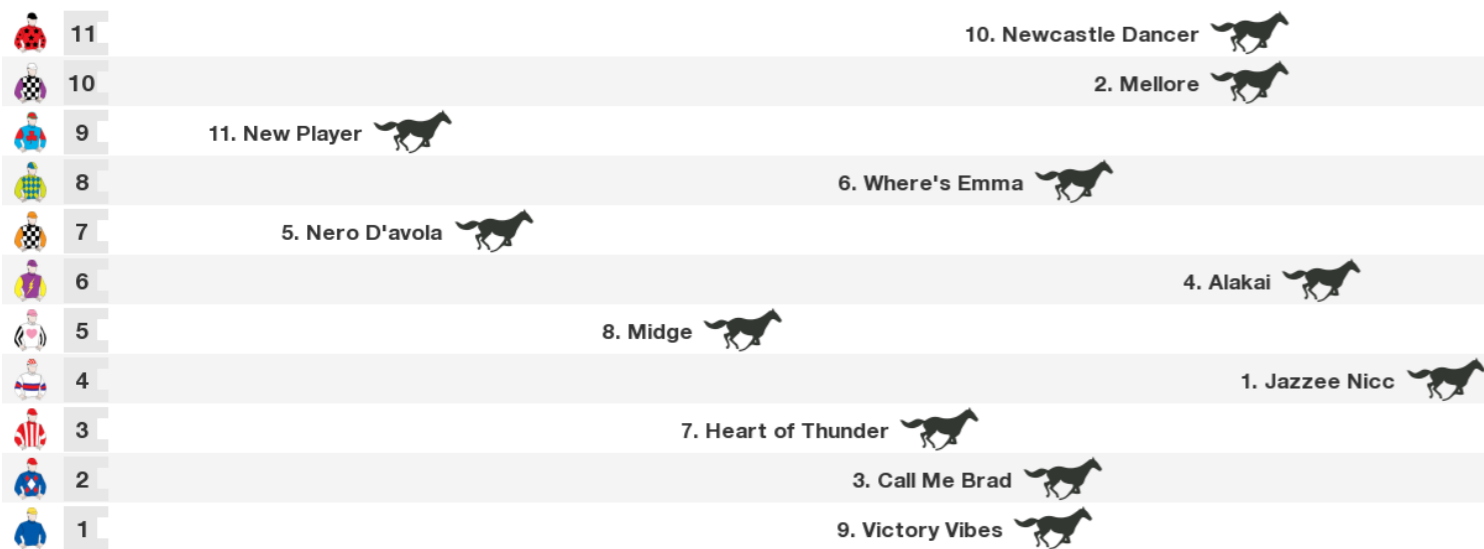 11 10. Newcastle Dancer
10 2. Mellore
9 11. New Player
8 6. Where's Emma
7 5. Nero D'avola
6 4. Alakai
5 8. Midge
4 1. Jazzee Nicc
3 7. Heart of Thunder
2 3. Call Me Brad
1 9. Victory Vibes